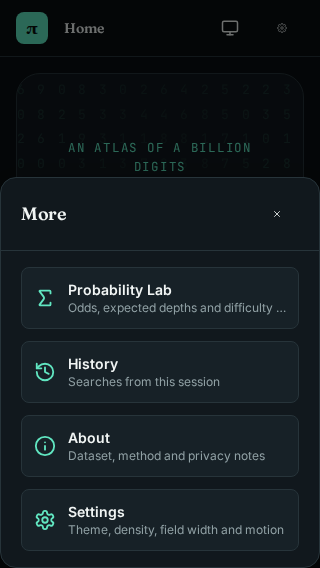 π Home
AN ATLAS OF A BILLION
DIGITS
More
Probability Lab
Odds, expected depths and difficulty ...
History
Searches from this session
About
Dataset, method and privacy notes
Settings
Theme, density, field width and motion